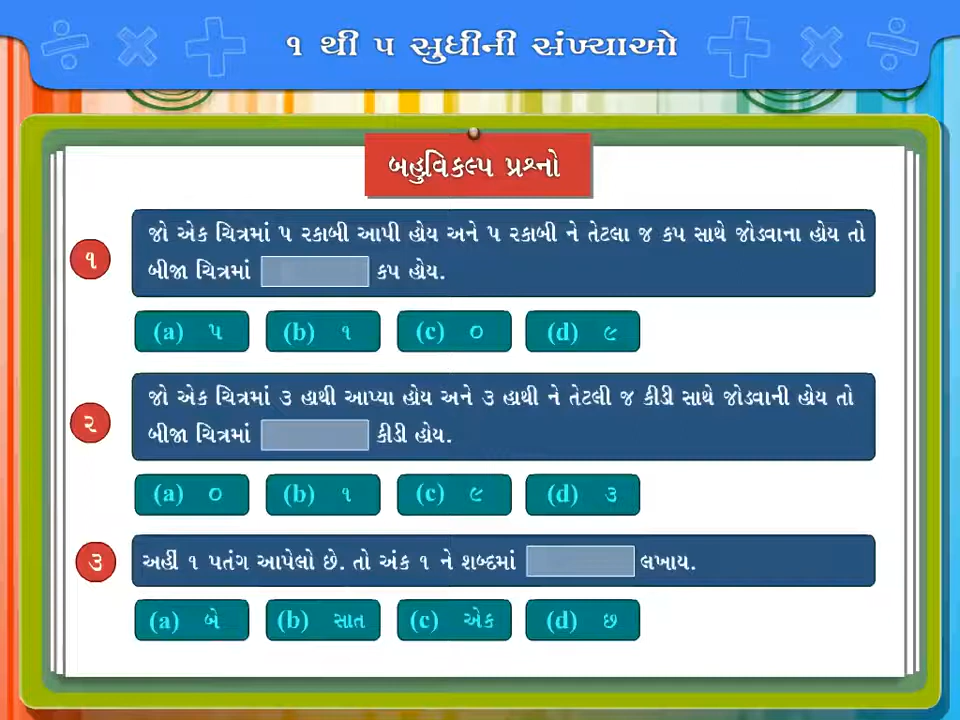 ૧ થી ૫ સુધીની સંખ્યાઓ
બહુવિકલ્પ પ્રશ્નો
૧
જો એક ચિત્રમાં ૫ રકાબી આપી હોય અને ૫ રકાબી ને તેટલા જ કપ સાથે જોડવાના હોય તો
બીજા ચિત્રમાં કપ હોય.
(a) ૫ (b) ૧ (c) ૦ (d) ૯
૨
જો એક ચિત્રમાં ૩ હાથી આપ્યા હોય અને ૩ હાથી ને તેટલી જ કીડી સાથે જોડવાની હોય તો
બીજા ચિત્રમાં કીડી હોય.
(a) ૦ (b) ૧ (c) ૯ (d) ૩
૩
અહીં ૧ પતંગ આપેલો છે. તો અંક ૧ ને શબ્દમાં લખાય.
(a) બે (b) સાત (c) એક (d) છ